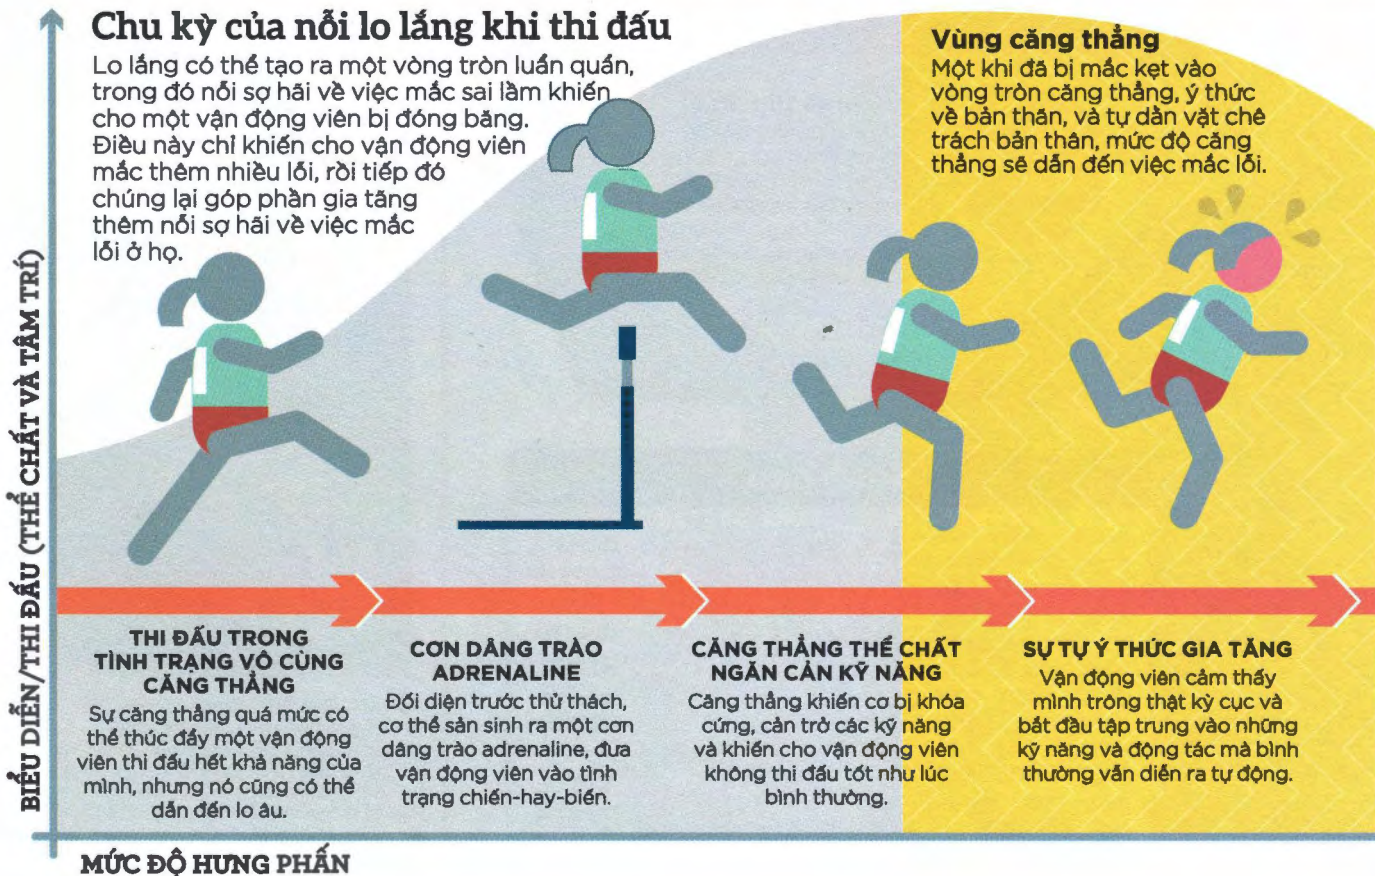 Chu kỳ của nỗi lo lắng khi thi đấu
Lo lắng có thể tạo ra một vòng tròn luẩn quẩn,
trong đó nỗi sợ hãi về việc mắc sai lầm khiến
cho một vận động viên bị đóng băng.
Điều này chỉ khiến cho vận động viên
mắc thêm nhiều lỗi, rồi tiếp đó
chúng lại góp phần gia tăng
thêm nỗi sợ hãi về việc mắc
lỗi ở họ.
Vùng căng thẳng
Một khi đã bị mắc kẹt vào
vòng tròn căng thẳng, ý thức
về bản thân, và tự dằn vặt chê
trách bản thân, mức độ căng
thẳng sẽ dẫn đến việc mắc lỗi.
BIỂU DIỄN/THI ĐẤU (THỂ CHẤT VÀ TÂM TRÍ)
THI ĐẤU TRONG
TÌNH TRẠNG VÔ CÙNG
CĂNG THẲNG
Sự căng thẳng quá mức có
thể thúc đẩy một vận động
viên thi đấu hết khả năng của
mình, nhưng nó cũng có thể
dẫn đến lo âu.
CƠN DÂNG TRÀO
ADRENALINE
Đối diện trước thử thách,
cơ thể sản sinh ra một cơn
dâng trào adrenaline, đưa
vận động viên vào tình
trạng chiến-hay-biến.
CĂNG THẲNG THỂ CHẤT
NGĂN CẢN KỸ NĂNG
Căng thẳng khiến cơ bị khóa
cứng, cản trở các kỹ năng
và khiến cho vận động viên
không thi đấu tốt như lúc
bình thường.
SỰ TỰ Ý THỨC GIA TĂNG
Vận động viên cảm thấy
mình trông thật kỳ cục và
bắt đầu tập trung vào những
kỹ năng và động tác mà bình
thường vẫn diễn ra tự động.
MỨC ĐỘ HƯNG PHẤN